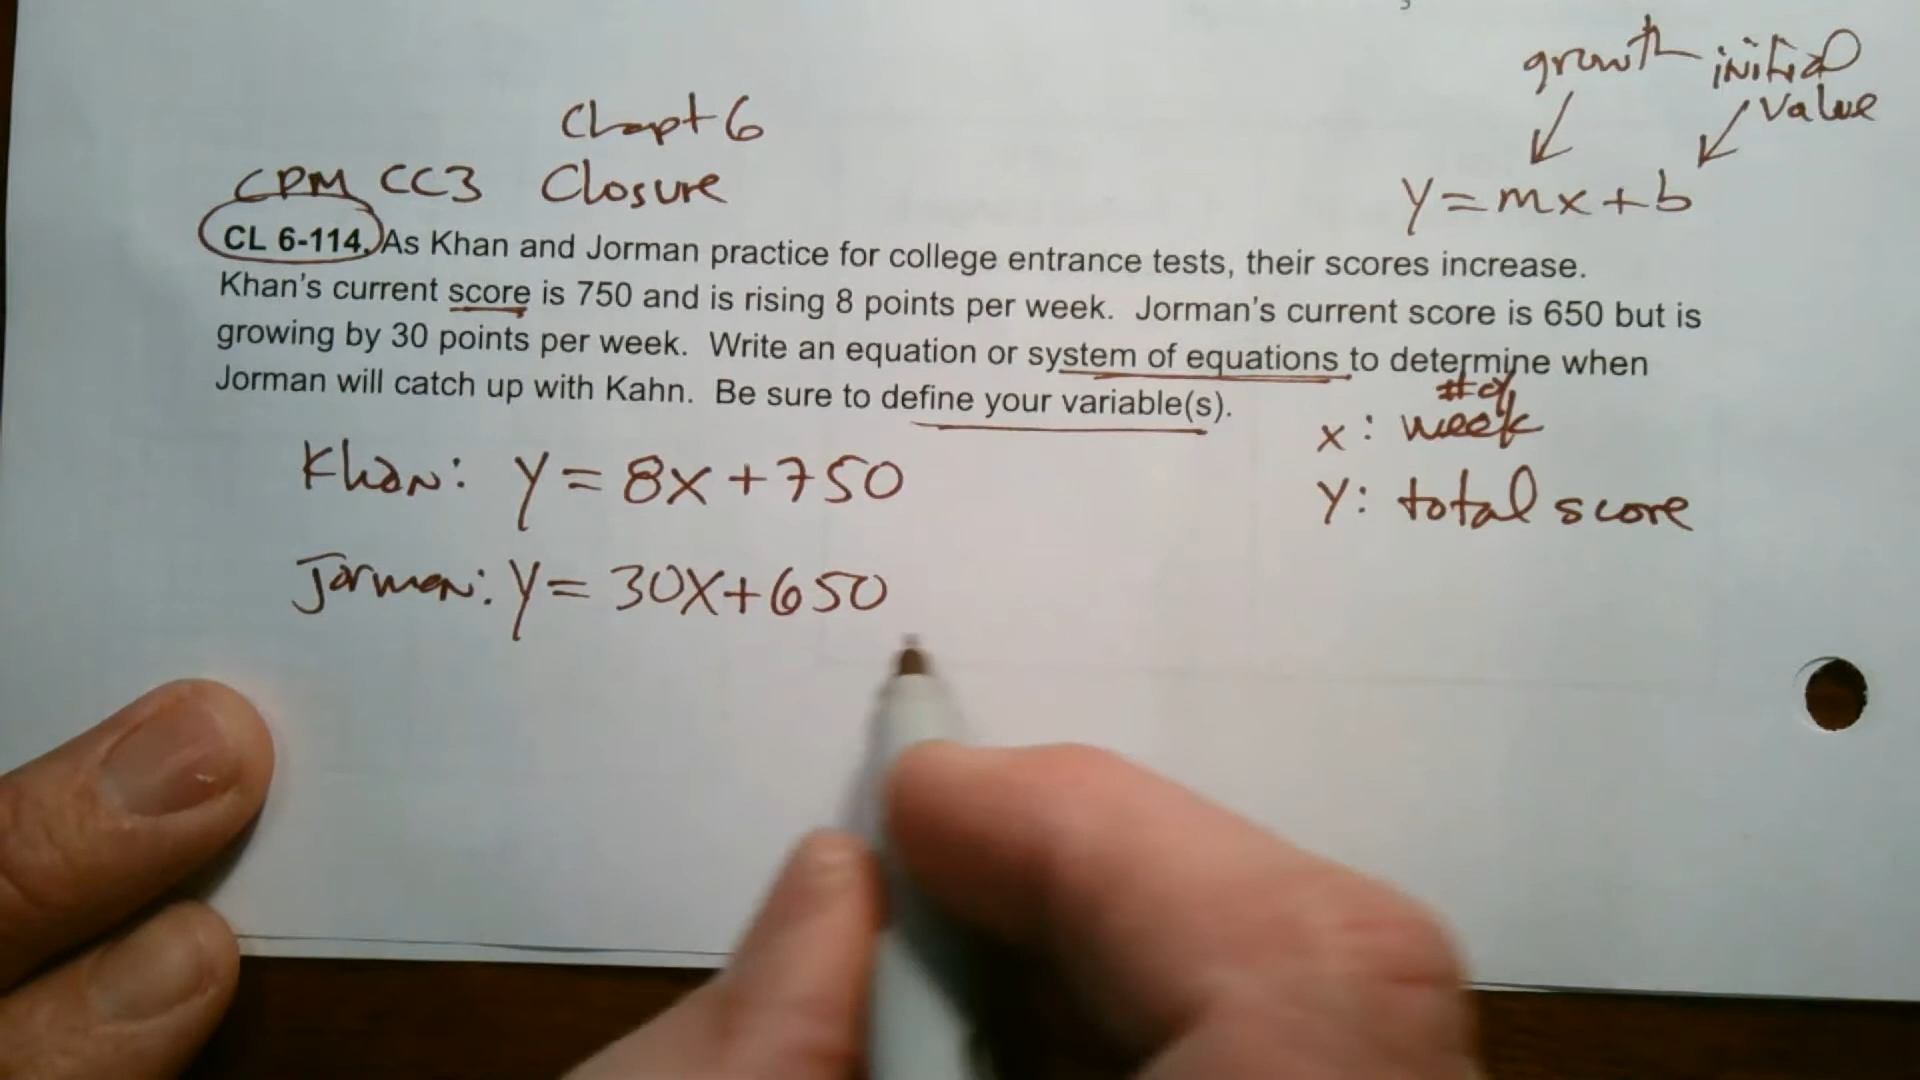 growth initial
value
Chapt 6
CPM CC3 Closure
y=mx+b
CL 6-114. As Khan and Jorman practice for college entrance tests, their scores increase.
Khan's current score is 750 and is rising 8 points per week. Jorman's current score is 650 but is
growing by 30 points per week. Write an equation or system of equations to determine when
Jorman will catch up with Kahn. Be sure to define your variable(s).
# of
x: week
Khan: y=8x+750
y: total score
Jorman: y=30x+650